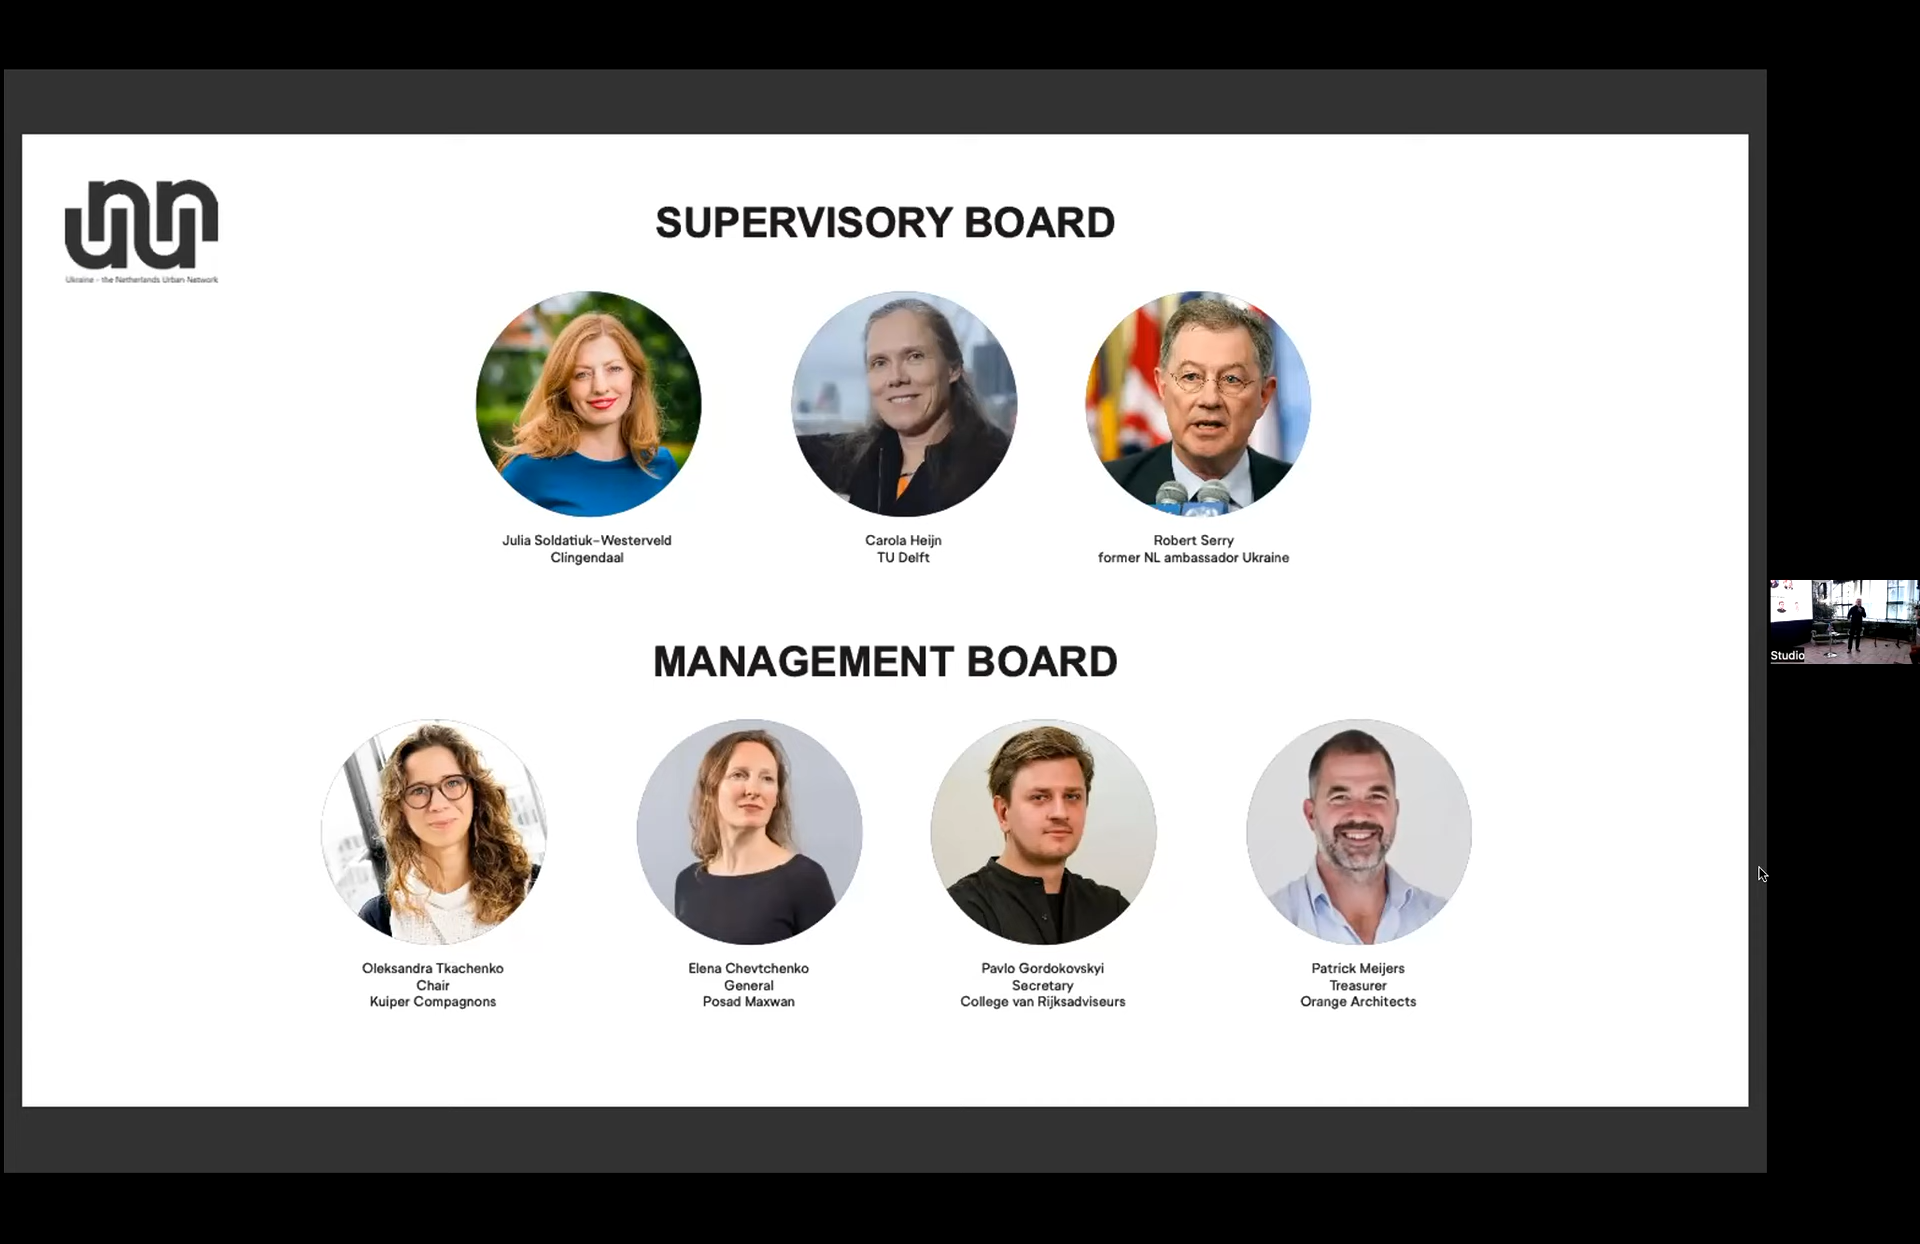 unun
Ukraine - the Netherlands Urban Network
SUPERVISORY BOARD
Julia Soldatiuk-Westerveld
Clingendaal
Carola Heijn
TU Delft
Robert Serry
former NL ambassador Ukraine
MANAGEMENT BOARD
Oleksandra Tkachenko
Chair
Kuiper Compagnons
Elena Chevtchenko
General
Posad Maxwan
Pavlo Gordokovskyi
Secretary
College van Rijksadviseurs
Patrick Meijers
Treasurer
Orange Architects
Studio